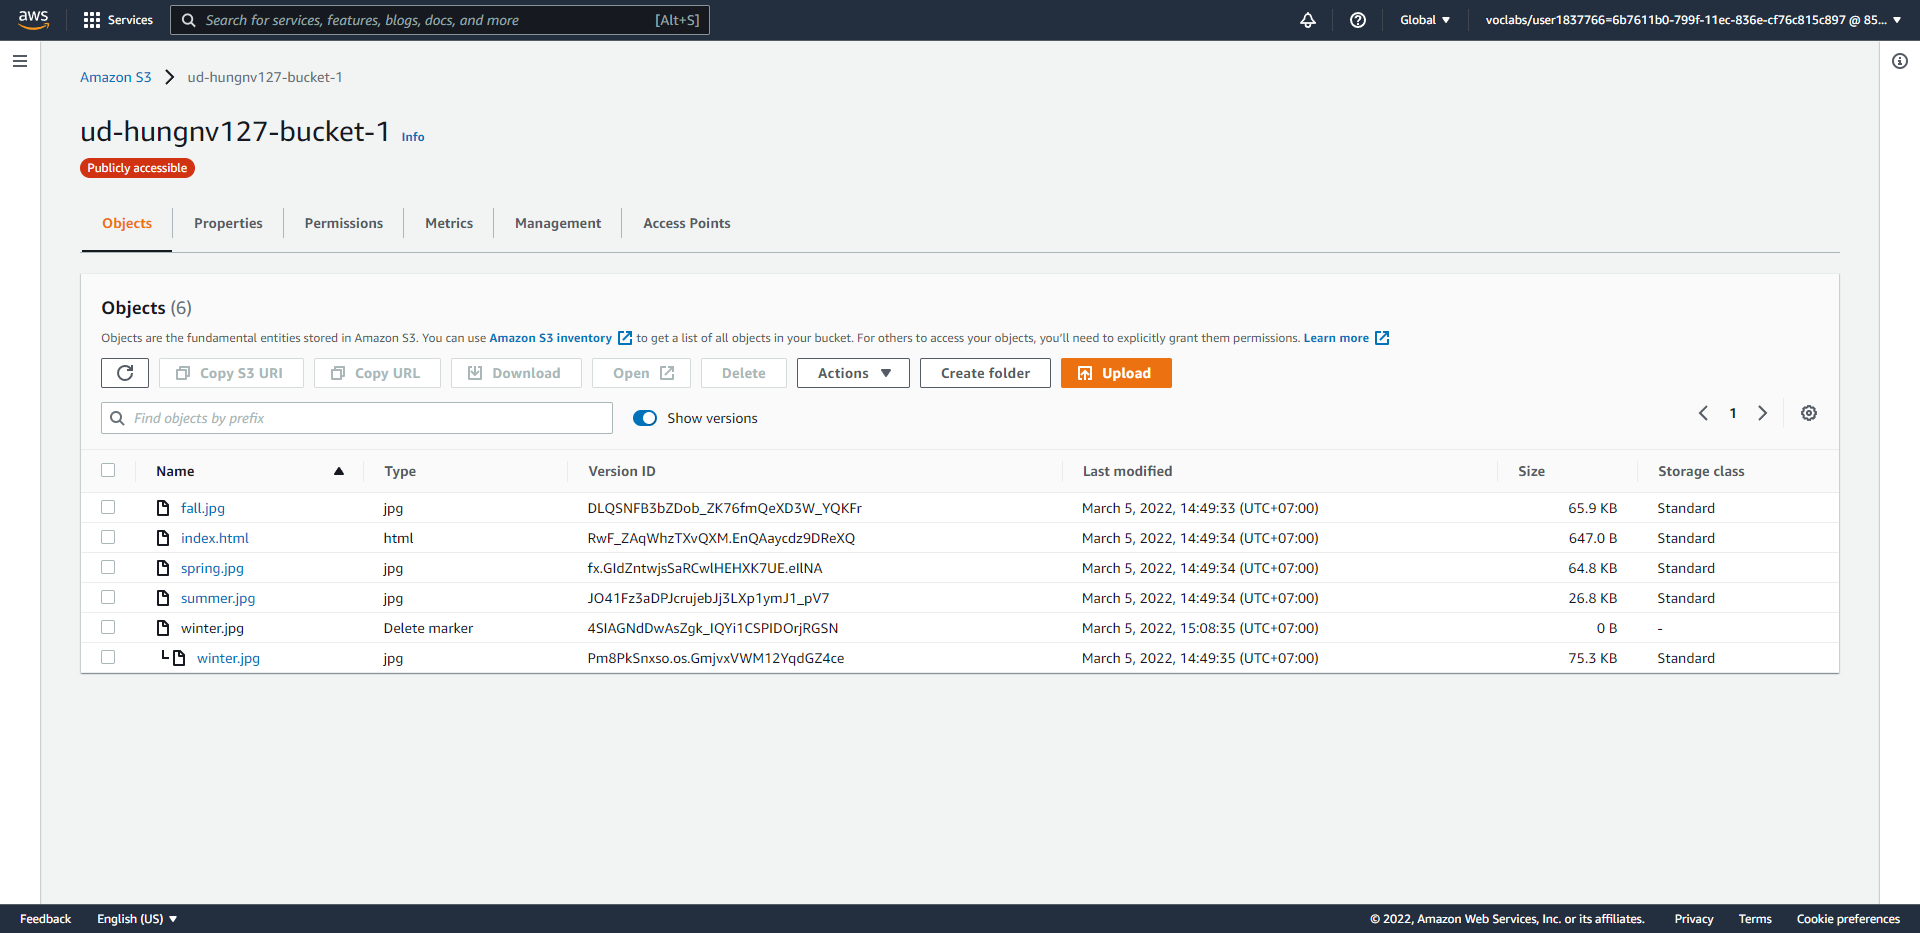 aws Services Search for services, features, blogs, docs, and more [Alt+S] Global voclabs/user1837766=6b7611b0-799f-11ec-836e-cf76c815c897 @ 85...
Amazon S3 ud-hungnv127-bucket-1
ud-hungnv127-bucket-1 Info
Publicly accessible
Objects Properties Permissions Metrics Management Access Points
Objects (6)
Objects are the fundamental entities stored in Amazon S3. You can use Amazon S3 inventory to get a list of all objects in your bucket. For others to access your objects, you'll need to explicitly grant them permissions. Learn more
Copy S3 URI Copy URL Download Open Delete Actions Create folder Upload
Find objects by prefix Show versions 1
Name Type Version ID Last modified Size Storage class
fall.jpg jpg DLQSNFB3bZDob_ZK76fmQeXD3W_YQKFr March 5, 2022, 14:49:33 (UTC+07:00) 65.9 KB Standard
index.html html RwF_ZAqWhzTXvQXM.EnQAaycdz9DReXQ March 5, 2022, 14:49:34 (UTC+07:00) 647.0 B Standard
spring.jpg jpg fx.GIdZntwjsSaRCwlHEHXK7UE.eIlNA March 5, 2022, 14:49:34 (UTC+07:00) 64.8 KB Standard
summer.jpg jpg JO41Fz3aDPJcrujebJj3LXp1ymJ1_pV7 March 5, 2022, 14:49:34 (UTC+07:00) 26.8 KB Standard
winter.jpg Delete marker 4SIAGNdDwAsZgk_IQYi1CSPIDOrjRGSN March 5, 2022, 15:08:35 (UTC+07:00) 0 B -
winter.jpg jpg Pm8PkSnxso.os.GmjvxVWM12YqdGZ4ce March 5, 2022, 14:49:35 (UTC+07:00) 75.3 KB Standard
Feedback English (US) © 2022, Amazon Web Services, Inc. or its affiliates. Privacy Terms Cookie preferences